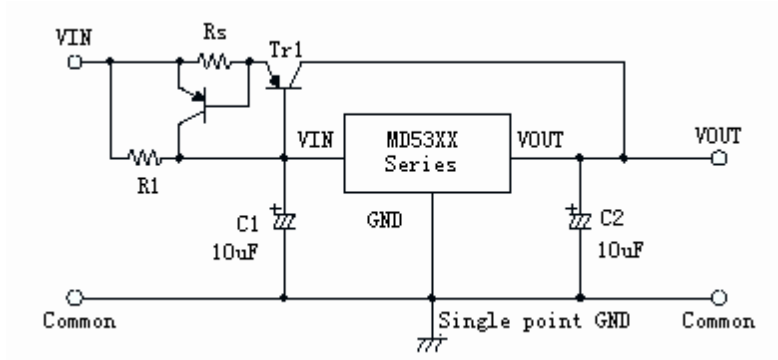 VIN
Rs
Tr1
R1
VIN
MD53XX
Series
VOUT
VOUT
C1
10uF
GND
C2
10uF
Common
Single point GND
Common